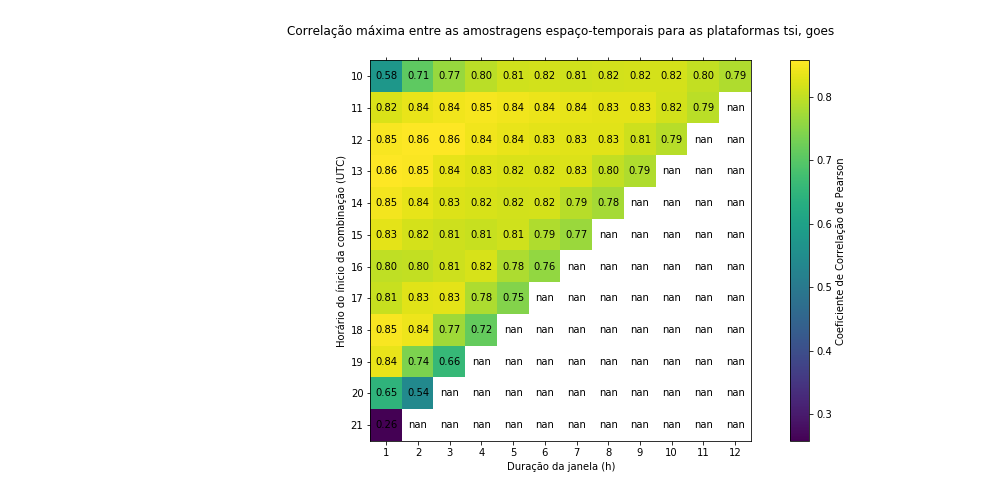 Correlação máxima entre as amostragens espaço-temporais para as plataformas tsi, goes
Horário do ínicio da combinação (UTC)
10 0.58 0.71 0.77 0.80 0.81 0.82 0.81 0.82 0.82 0.82 0.80 0.79
11 0.82 0.84 0.84 0.85 0.84 0.84 0.84 0.83 0.83 0.82 0.79 nan
12 0.85 0.86 0.86 0.84 0.84 0.83 0.83 0.83 0.81 0.79 nan nan
13 0.86 0.85 0.84 0.83 0.82 0.82 0.83 0.80 0.79 nan nan nan
14 0.85 0.84 0.83 0.82 0.82 0.82 0.79 0.78 nan nan nan nan
15 0.83 0.82 0.81 0.81 0.81 0.79 0.77 nan nan nan nan nan
16 0.80 0.80 0.81 0.82 0.78 0.76 nan nan nan nan nan nan
17 0.81 0.83 0.83 0.78 0.75 nan nan nan nan nan nan nan
18 0.85 0.84 0.77 0.72 nan nan nan nan nan nan nan nan
19 0.84 0.74 0.66 nan nan nan nan nan nan nan nan nan
20 0.65 0.54 nan nan nan nan nan nan nan nan nan nan
21 0.26 nan nan nan nan nan nan nan nan nan nan nan
1 2 3 4 5 6 7 8 9 10 11 12
Duração da janela (h)
0.8
0.7
0.6
0.5
0.4
0.3
Coeficiente de Correlação de Pearson